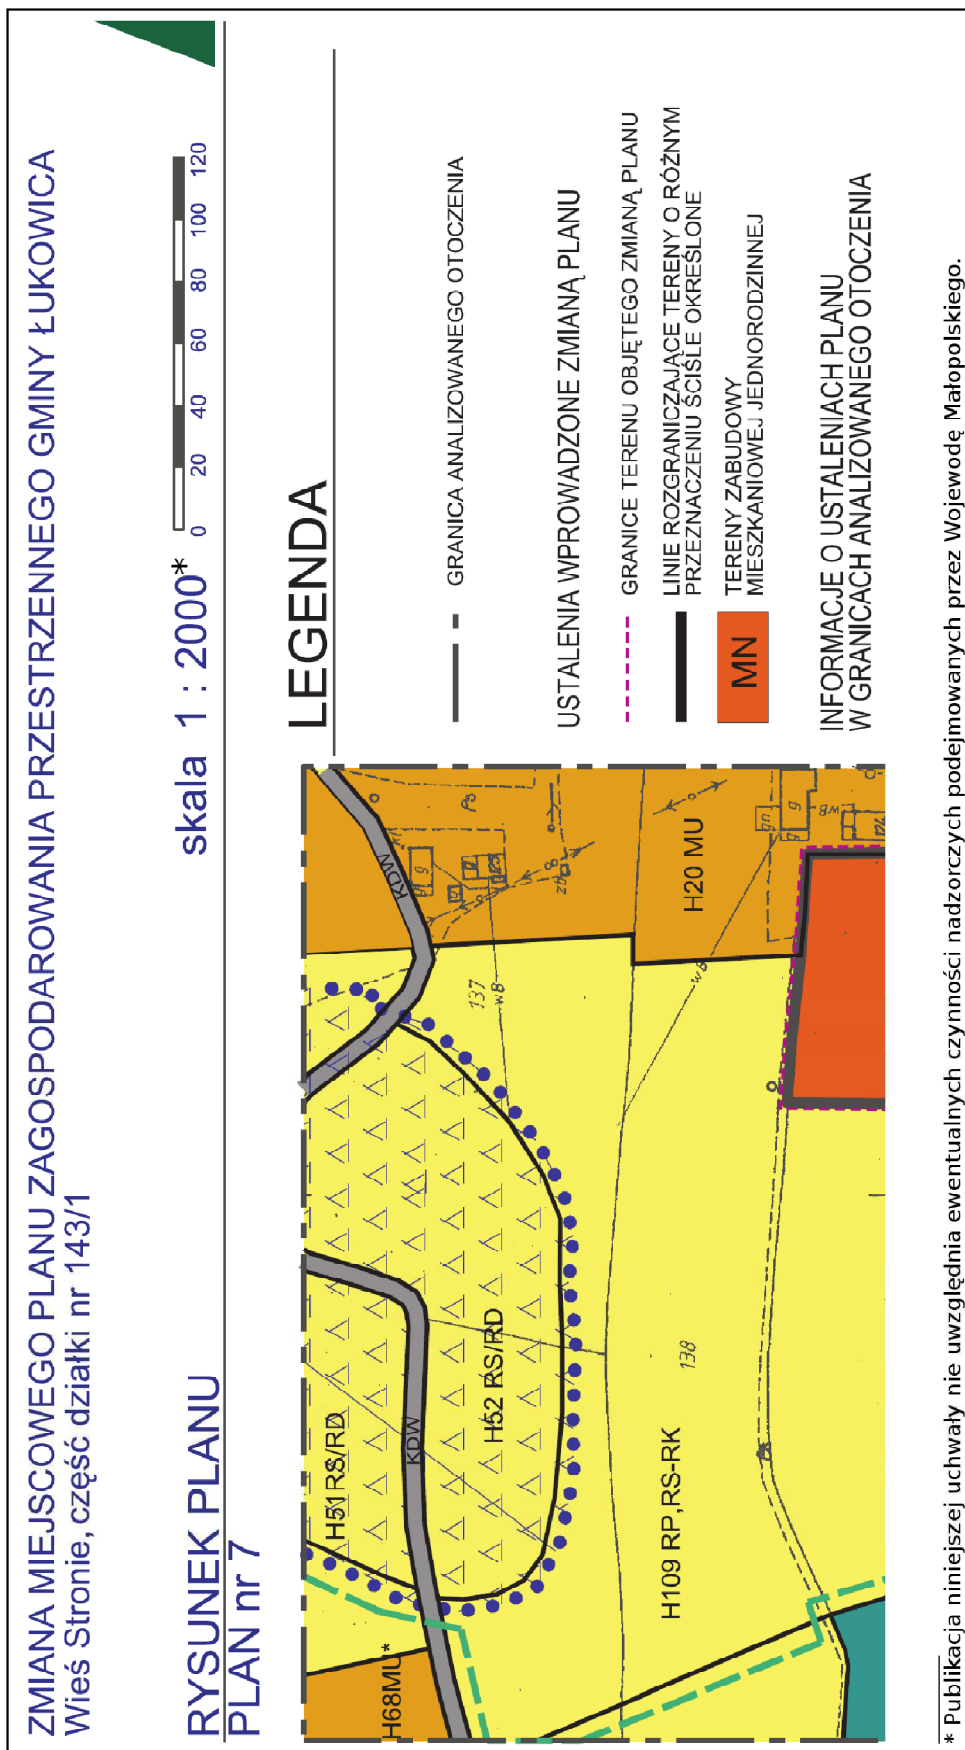 ZMIANA MIEJSCOWEGO PLANU ZAGOSPODAROWANIA PRZESTRZENNEGO GMINY ŁUKOWICA
Wieś Stronie, część działki nr 143/1
RYSUNEK PLANU
PLAN nr 7
skala 1 : 2000*
0 20 40 60 80 100 120
LEGENDA
GRANICA ANALIZOWANEGO OTOCZENIA
USTALENIA WPROWADZONE ZMIANĄ PLANU
GRANICE TERENU OBJĘTEGO ZMIANĄ PLANU
LINIE ROZGRANICZAJĄCE TERENY O RÓŻNYM
PRZEZNACZENIU ŚCIŚLE OKREŚLONE
MN
TERENY ZABUDOWY
MIESZKANIOWEJ JEDNORODZINNEJ
INFORMACJE O USTALENIACH PLANU
W GRANICACH ANALIZOWANEGO OTOCZENIA
H51RS/RD
KDW
KDW
H52 RS/RD
H68MU*
137
wB
H20 MU
wB
138
H109 RP,RS-RK
g
g
wB
* Publikacja niniejszej uchwały nie uwzględnia ewentualnych czynności nadzorczych podejmowanych przez Wojewodę Małopolskiego.